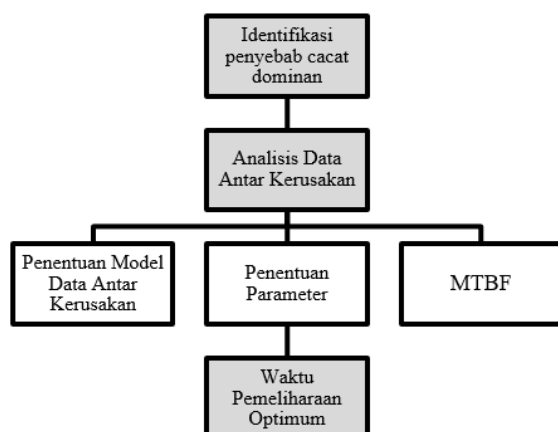 Identifikasi
penyebab cacat
dominan
Analisis Data
Antar Kerusakan
Penentuan Model
Data Antar
Kerusakan
Penentuan
Parameter
MTBF
Waktu
Pemeliharaan
Optimum